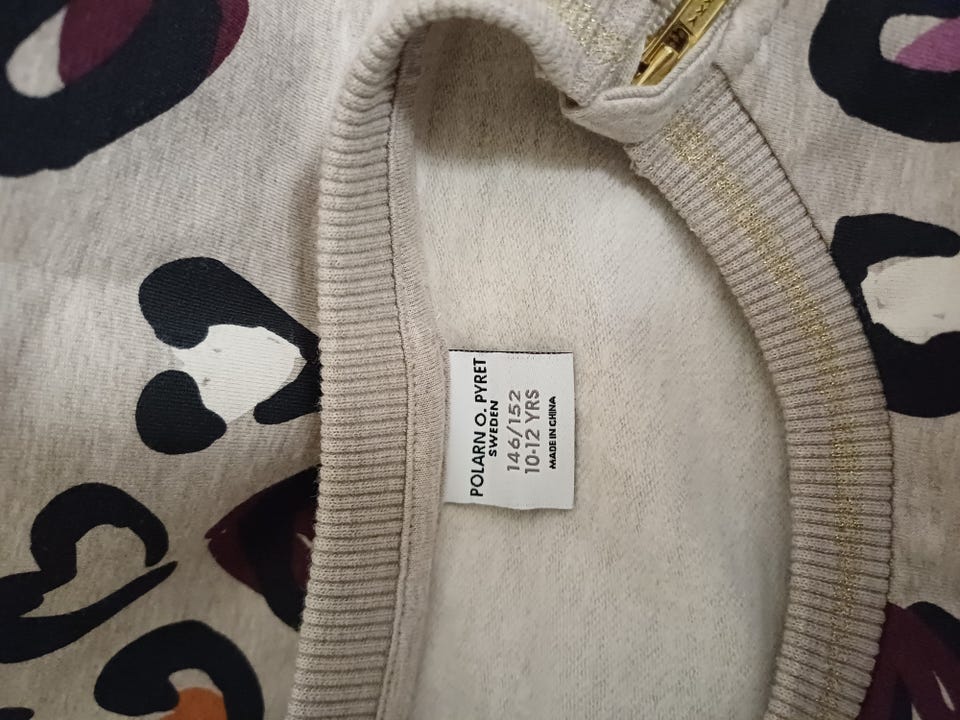 POLARN O. PYRET
SWEDEN
146/152
10-12 YRS
MADE IN CHINA